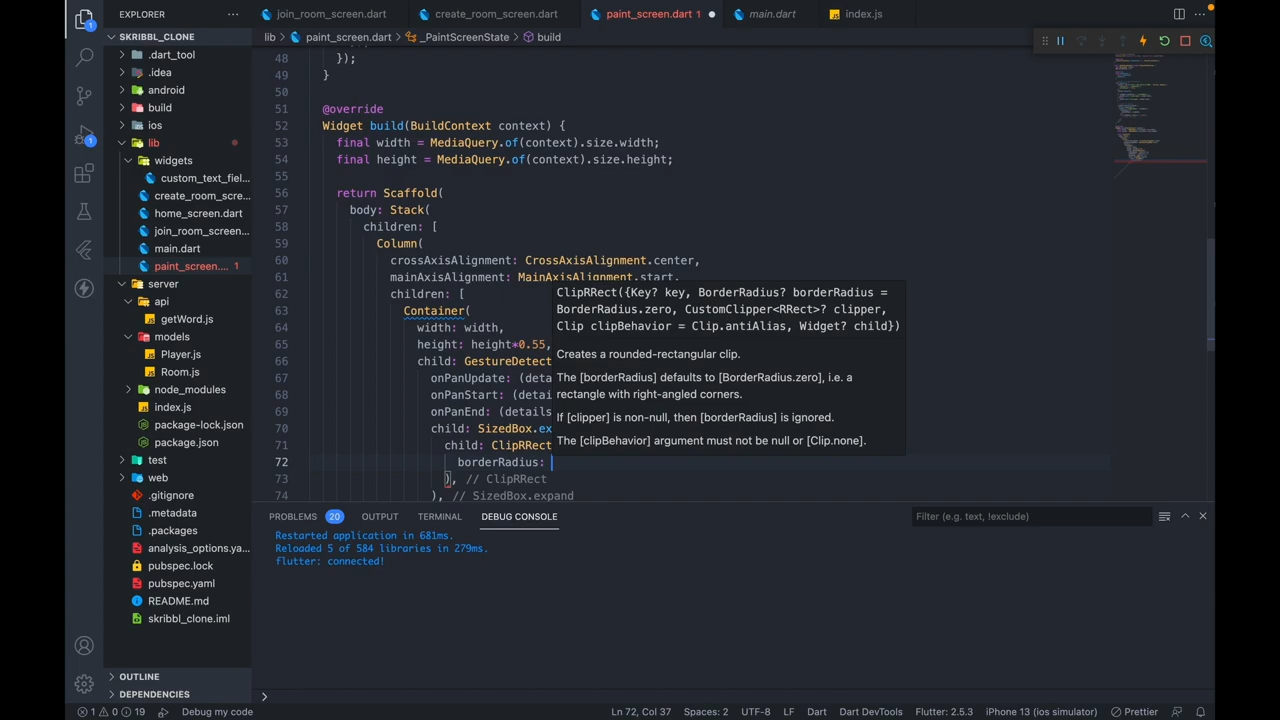 EXPLORER
join_room_screen.dart
create_room_screen.dart
paint_screen.dart 1
main.dart
index.js
SKRIBBL_CLONE
lib
paint_screen.dart
_PaintScreenState
build
.dart_tool
.idea
android
build
ios
lib
widgets
custom_text_fiel...
create_room_scre...
home_screen.dart
join_room_screen...
main.dart
paint_screen.... 1
server
api
getWord.js
models
Player.js
Room.js
node_modules
index.js
package-lock.json
package.json
test
web
.gitignore
.metadata
.packages
analysis_options.ya...
pubspec.lock
pubspec.yaml
README.md
skribbl_clone.iml
OUTLINE
DEPENDENCIES
48 });
49 }
50
51 @override
52 Widget build(BuildContext context) {
53 final width = MediaQuery.of(context).size.width;
54 final height = MediaQuery.of(context).size.height;
55
56 return Scaffold(
57 body: Stack(
58 children: [
59 Column(
60 crossAxisAlignment: CrossAxisAlignment.center,
61 mainAxisAlignment: MainAxisAlignment.start,
62 children: [
63 Container(
64 width: width,
65 height: height*0.55,
66 child: GestureDetect
67 onPanUpdate: (deta
68 onPanStart: (detai
69 onPanEnd: (details
70 child: SizedBox.ex
71 child: ClipRRect
72 borderRadius:
73 ), // ClipRRect
74 ), // SizedBox.expand
ClipRRect({Key? key, BorderRadius? borderRadius =
BorderRadius.zero, CustomClipper<RRect>? clipper,
Clip clipBehavior = Clip.antiAlias, Widget? child})
Creates a rounded-rectangular clip.
The [borderRadius] defaults to [BorderRadius.zero], i.e. a
rectangle with right-angled corners.
If [clipper] is non-null, then [borderRadius] is ignored.
The [clipBehavior] argument must not be null or [Clip.none].
PROBLEMS 20 OUTPUT TERMINAL DEBUG CONSOLE
Filter (e.g. text, !exclude)
Restarted application in 681ms.
Reloaded 5 of 584 libraries in 279ms.
flutter: connected!
1 0 19 Debug my code
Ln 72, Col 37 Spaces: 2 UTF-8 LF Dart Dart DevTools Flutter: 2.5.3 iPhone 13 (ios simulator) Prettier